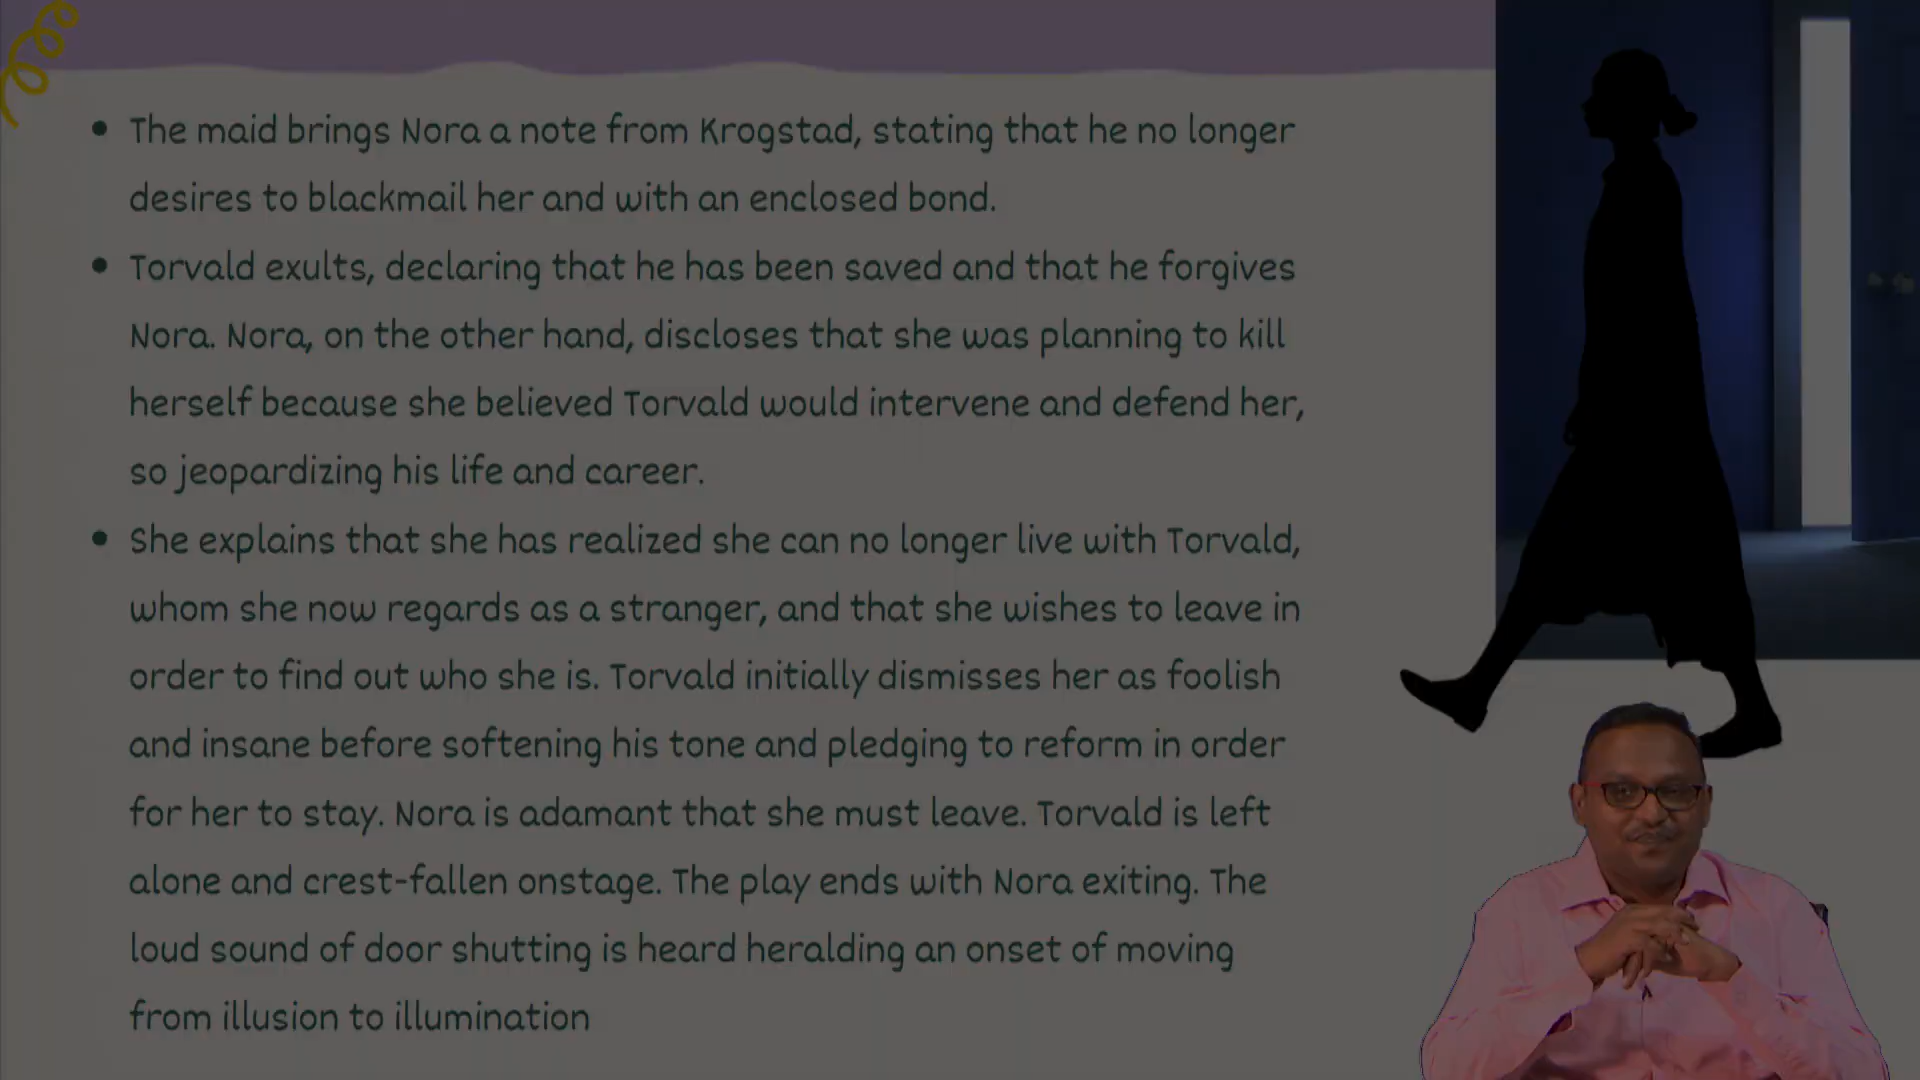 The maid brings Nora a note from Krogstad, stating that he no longer
desires to blackmail her and with an enclosed bond.
Torvald exults, declaring that he has been saved and that he forgives
Nora. Nora, on the other hand, discloses that she was planning to kill
herself because she believed Torvald would intervene and defend her,
so jeopardizing his life and career.
She explains that she has realized she can no longer live with Torvald,
whom she now regards as a stranger, and that she wishes to leave in
order to find out who she is. Torvald initially dismisses her as foolish
and insane before softening his tone and pledging to reform in order
for her to stay. Nora is adamant that she must leave. Torvald is left
alone and crest-fallen onstage. The play ends with Nora exiting. The
loud sound of door shutting is heard heralding an onset of moving
from illusion to illumination